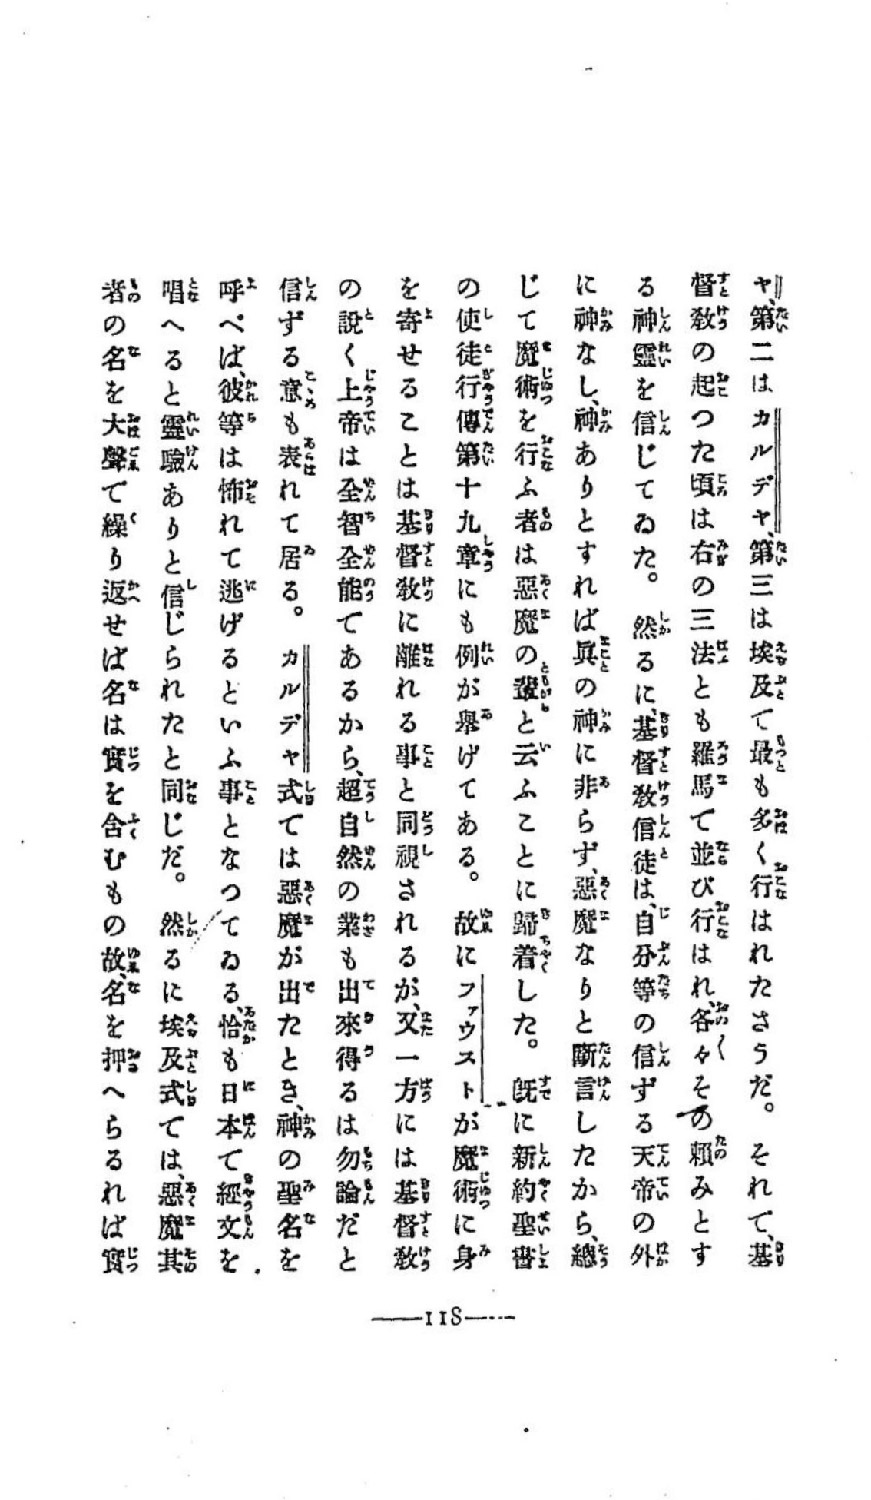 ヤ、第二はカルデヤ、第三は埃及で最も多く行はれたさうだ。それで、基
督敎の起つた頃は右の三法とも羅馬で並び行はれ、各々その賴みとす
る神靈を信じてゐた。然るに、基督敎信徒は、自分等の信ずる天帝の外
に神なし、神ありとすれば眞の神に非らず、惡魔なりと斷言したから、總
じて魔術を行ふ者は惡魔の輩と云ふことに歸着した。旣に新約聖書
の使徒行傳第十九章にも例が擧げてある。故にファウストが魔術に身
を寄せることは基督敎に離れる事と同視されるが、又一方には基督敎
の說く上帝は全智全能であるから、超自然の業も出來得るは勿論だと
信ずる意も表れて居る。カルデヤ式では惡魔が出たとき、神の聖名を
呼べば、彼等は怖れて逃げるといふ事となつてゐる、恰も日本で經文を
唱へると靈驗ありと信じられたと同じだ。然るに埃及式では、惡魔其
者の名を大聲で繰り返せば名は實を含むもの故、名を押へらるれば實
118